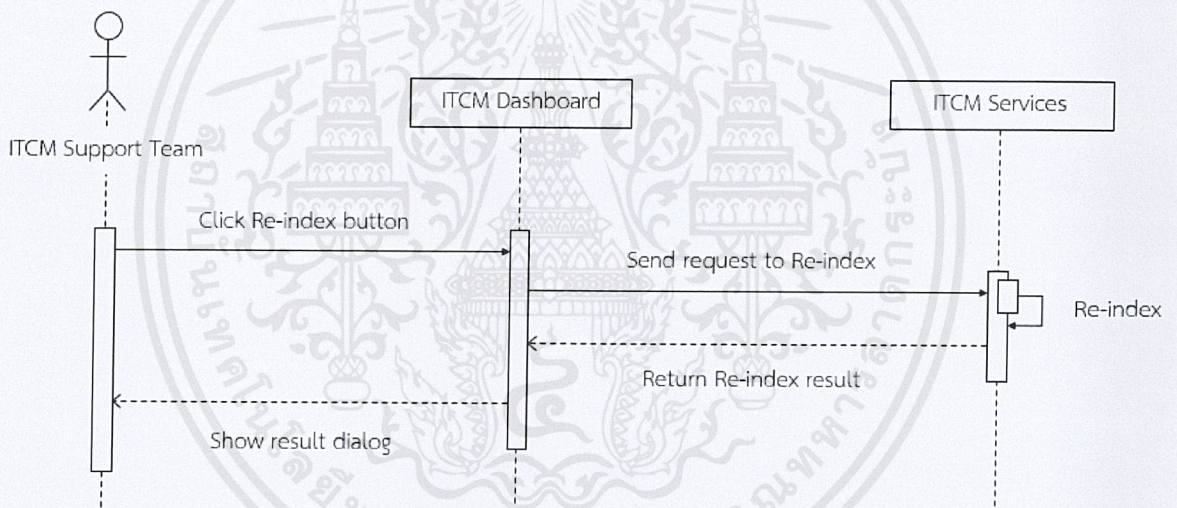 ITCM Dashboard
ITCM Services
ITCM Support Team
Click Re-index button
Send request to Re-index
Re-index
Return Re-index result
Show result dialog